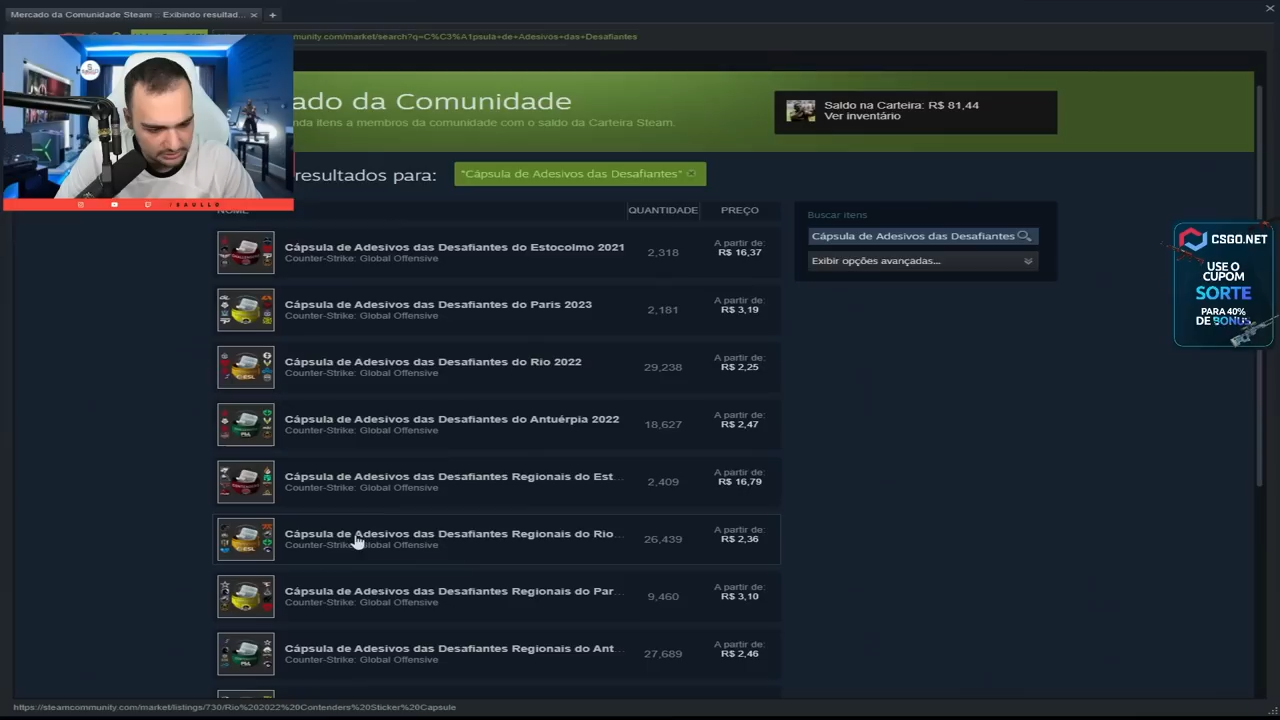 Mercado da Comunidade Steam :: Exibindo resultad...
munity.com/market/search?q=C%C3%A1psula+de+Adesivos+das+Desafiantes
ado da Comunidade
nda itens a membros da comunidade com o saldo da Carteira Steam.
Saldo na Carteira: R$ 81,44
Ver inventário
resultados para:
"Cápsula de Adesivos das Desafiantes"
NOME
QUANTIDADE
PREÇO
Cápsula de Adesivos das Desafiantes do Estocolmo 2021
Counter-Strike: Global Offensive
2,318
A partir de:
R$ 16,37
Cápsula de Adesivos das Desafiantes do Paris 2023
Counter-Strike: Global Offensive
2,181
A partir de:
R$ 3,19
Cápsula de Adesivos das Desafiantes do Rio 2022
Counter-Strike: Global Offensive
29,238
A partir de:
R$ 2,25
Cápsula de Adesivos das Desafiantes do Antuérpia 2022
Counter-Strike: Global Offensive
18,627
A partir de:
R$ 2,47
Cápsula de Adesivos das Desafiantes Regionais do Est...
Counter-Strike: Global Offensive
2,409
A partir de:
R$ 16,79
Cápsula de Adesivos das Desafiantes Regionais do Rio...
Counter-Strike: Global Offensive
26,439
A partir de:
R$ 2,36
Cápsula de Adesivos das Desafiantes Regionais do Par...
Counter-Strike: Global Offensive
9,460
A partir de:
R$ 3,10
Cápsula de Adesivos das Desafiantes Regionais do Ant...
Counter-Strike: Global Offensive
27,689
A partir de:
R$ 2,46
Buscar itens
Cápsula de Adesivos das Desafiantes
Exibir opções avançadas...
CSGO.NET
USE O
CUPOM
SORTE
PARA 40%
DE BONUS
https://steamcommunity.com/market/listings/730/Rio%202022%20Contenders%20Sticker%20Capsule